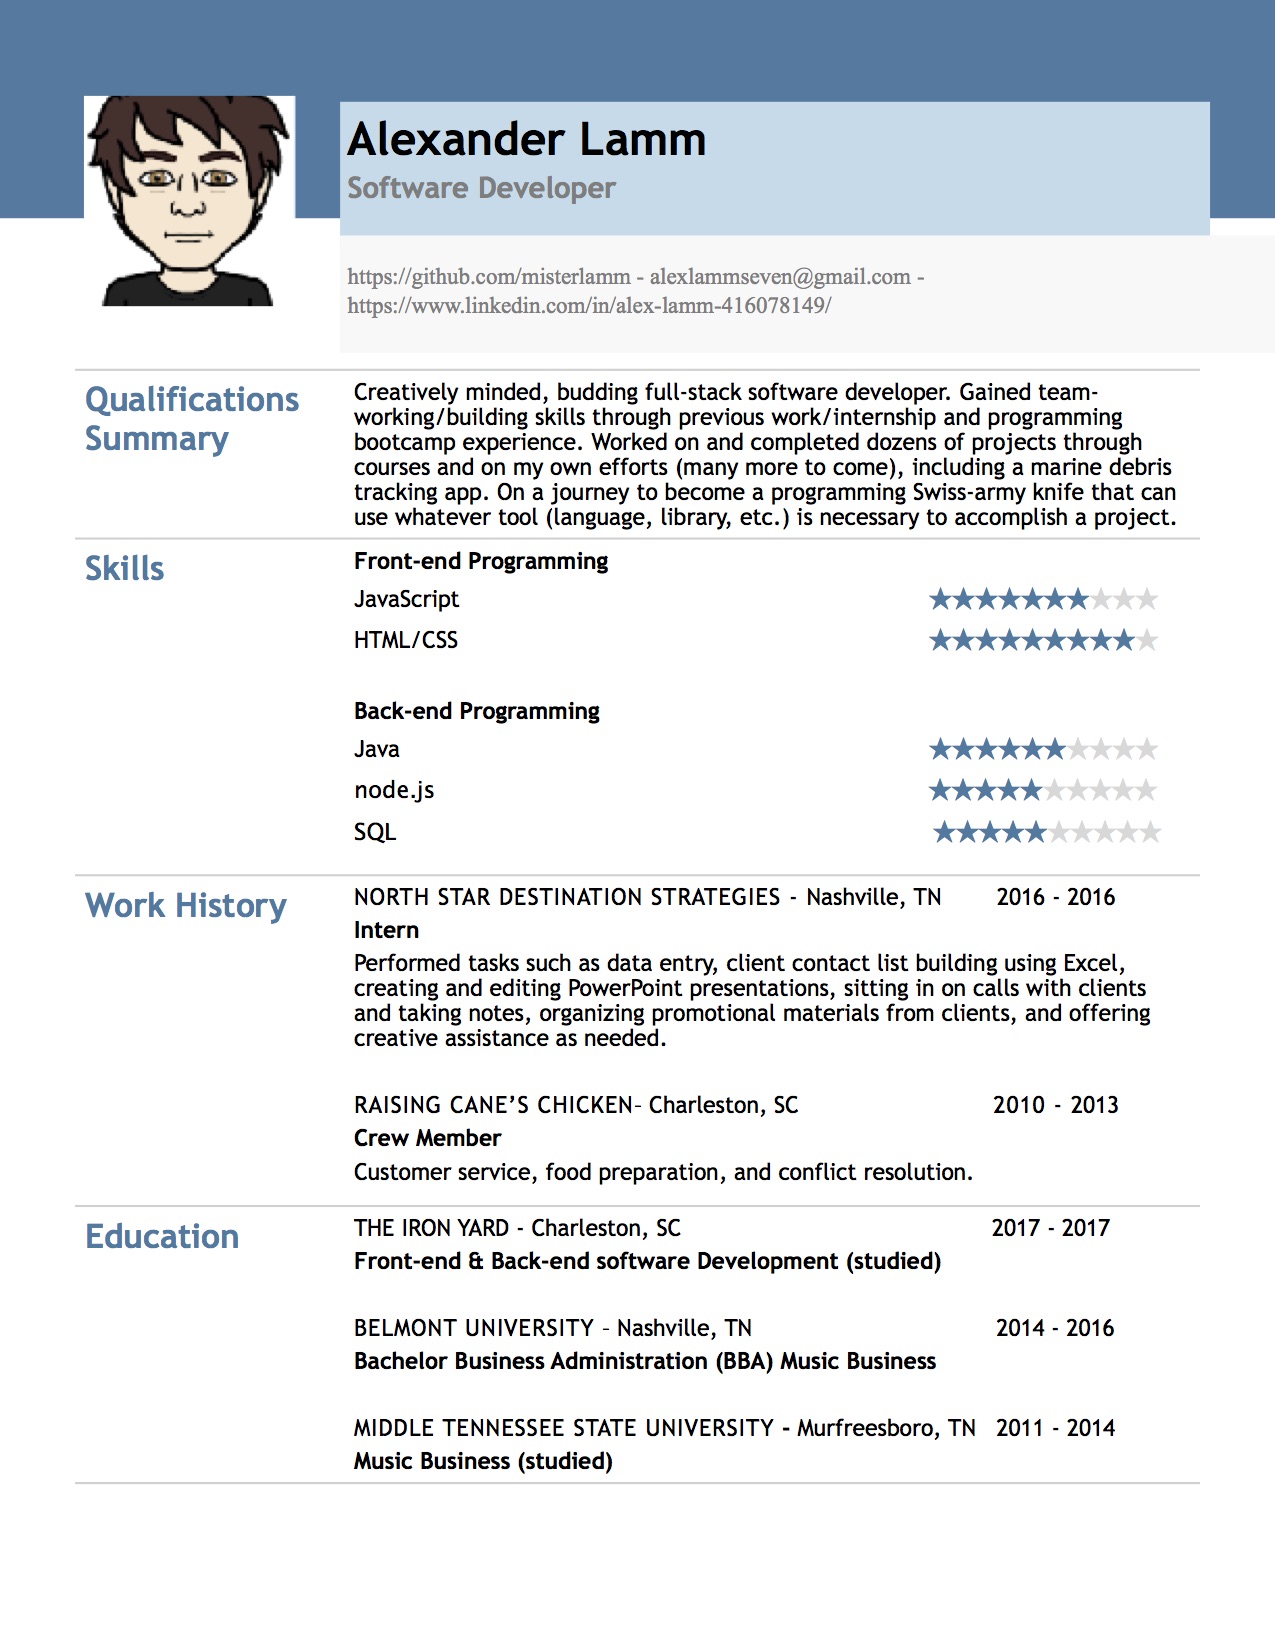 Alexander Lamm
Software Developer
https://github.com/misterlamm - alexlammseven@gmail.com -
https://www.linkedin.com/in/alex-lamm-416078149/
Qualifications
Summary
Creatively minded, budding full-stack software developer. Gained team-
working/building skills through previous work/internship and programming
bootcamp experience. Worked on and completed dozens of projects through
courses and on my own efforts (many more to come), including a marine debris
tracking app. On a journey to become a programming Swiss-army knife that can
use whatever tool (language, library, etc.) is necessary to accomplish a project.
Skills
Front-end Programming
JavaScript ★★★★★★★★★★
HTML/CSS ★★★★★★★★★★
Back-end Programming
Java ★★★★★★★★★★
node.js ★★★★★★★★★★
SQL ★★★★★★★★★★
Work History
NORTH STAR DESTINATION STRATEGIES - Nashville, TN 2016 - 2016
Intern
Performed tasks such as data entry, client contact list building using Excel,
creating and editing PowerPoint presentations, sitting in on calls with clients
and taking notes, organizing promotional materials from clients, and offering
creative assistance as needed.
RAISING CANE’S CHICKEN– Charleston, SC 2010 - 2013
Crew Member
Customer service, food preparation, and conflict resolution.
Education
THE IRON YARD - Charleston, SC 2017 - 2017
Front-end & Back-end software Development (studied)
BELMONT UNIVERSITY – Nashville, TN 2014 - 2016
Bachelor Business Administration (BBA) Music Business
MIDDLE TENNESSEE STATE UNIVERSITY - Murfreesboro, TN 2011 - 2014
Music Business (studied)